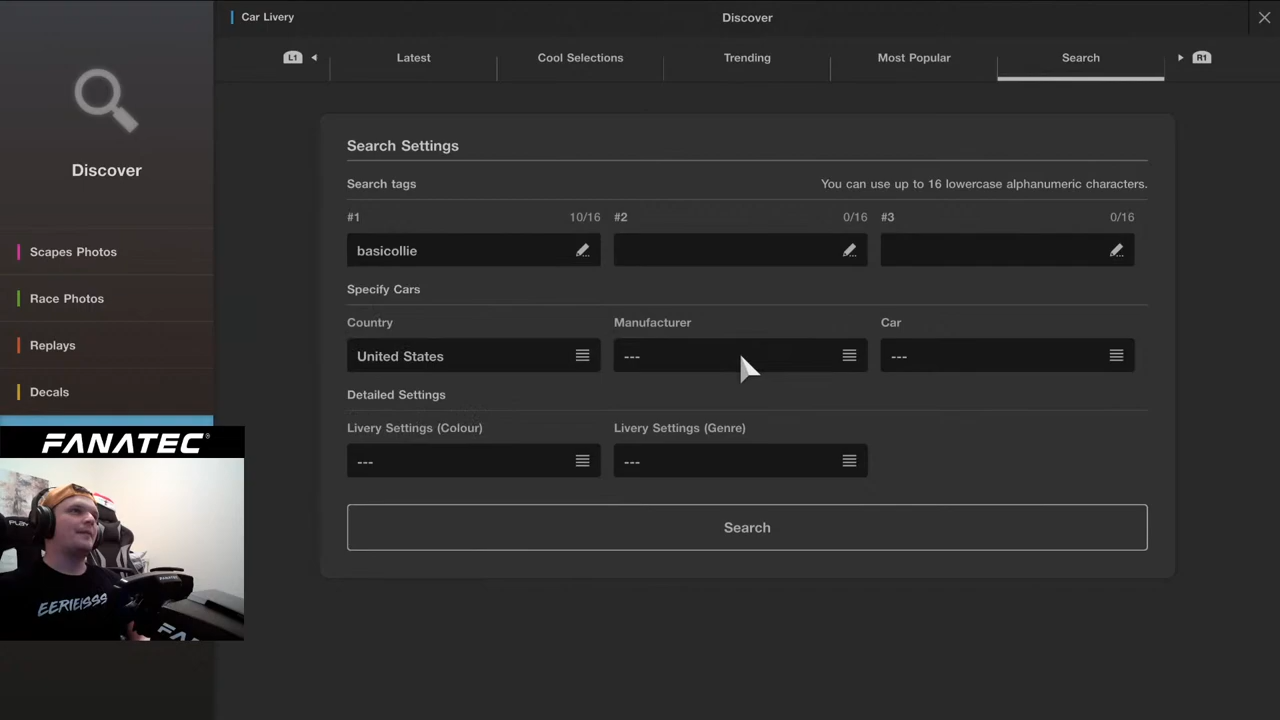 Car Livery
Discover
L1
Latest
Cool Selections
Trending
Most Popular
Search
R1
Discover
Search Settings
Search tags
You can use up to 16 lowercase alphanumeric characters.
#1
10/16
#2
0/16
#3
0/16
basicollie
Specify Cars
Country
Manufacturer
Car
United States
---
---
Detailed Settings
Livery Settings (Colour)
Livery Settings (Genre)
---
---
Search
Scapes Photos
Race Photos
Replays
Decals
FANATEC®
PLAY
EERIEISSS
FANATEC